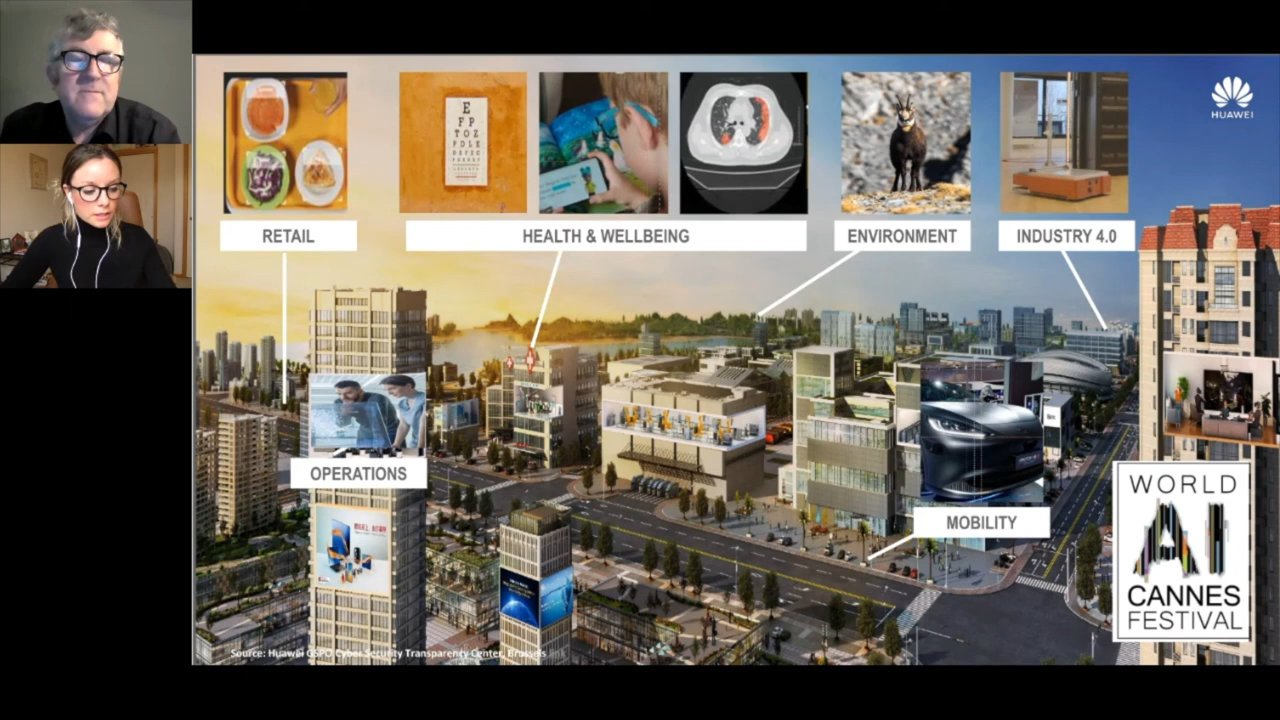 HUAWEI
E
F P
T O Z
RETAIL
HEALTH & WELLBEING
ENVIRONMENT
INDUSTRY 4.0
OPERATIONS
MOBILITY
WORLD
AI
CANNES
FESTIVAL
Source: Huawei GSPO Cyber Security Transparency Center, Brussels